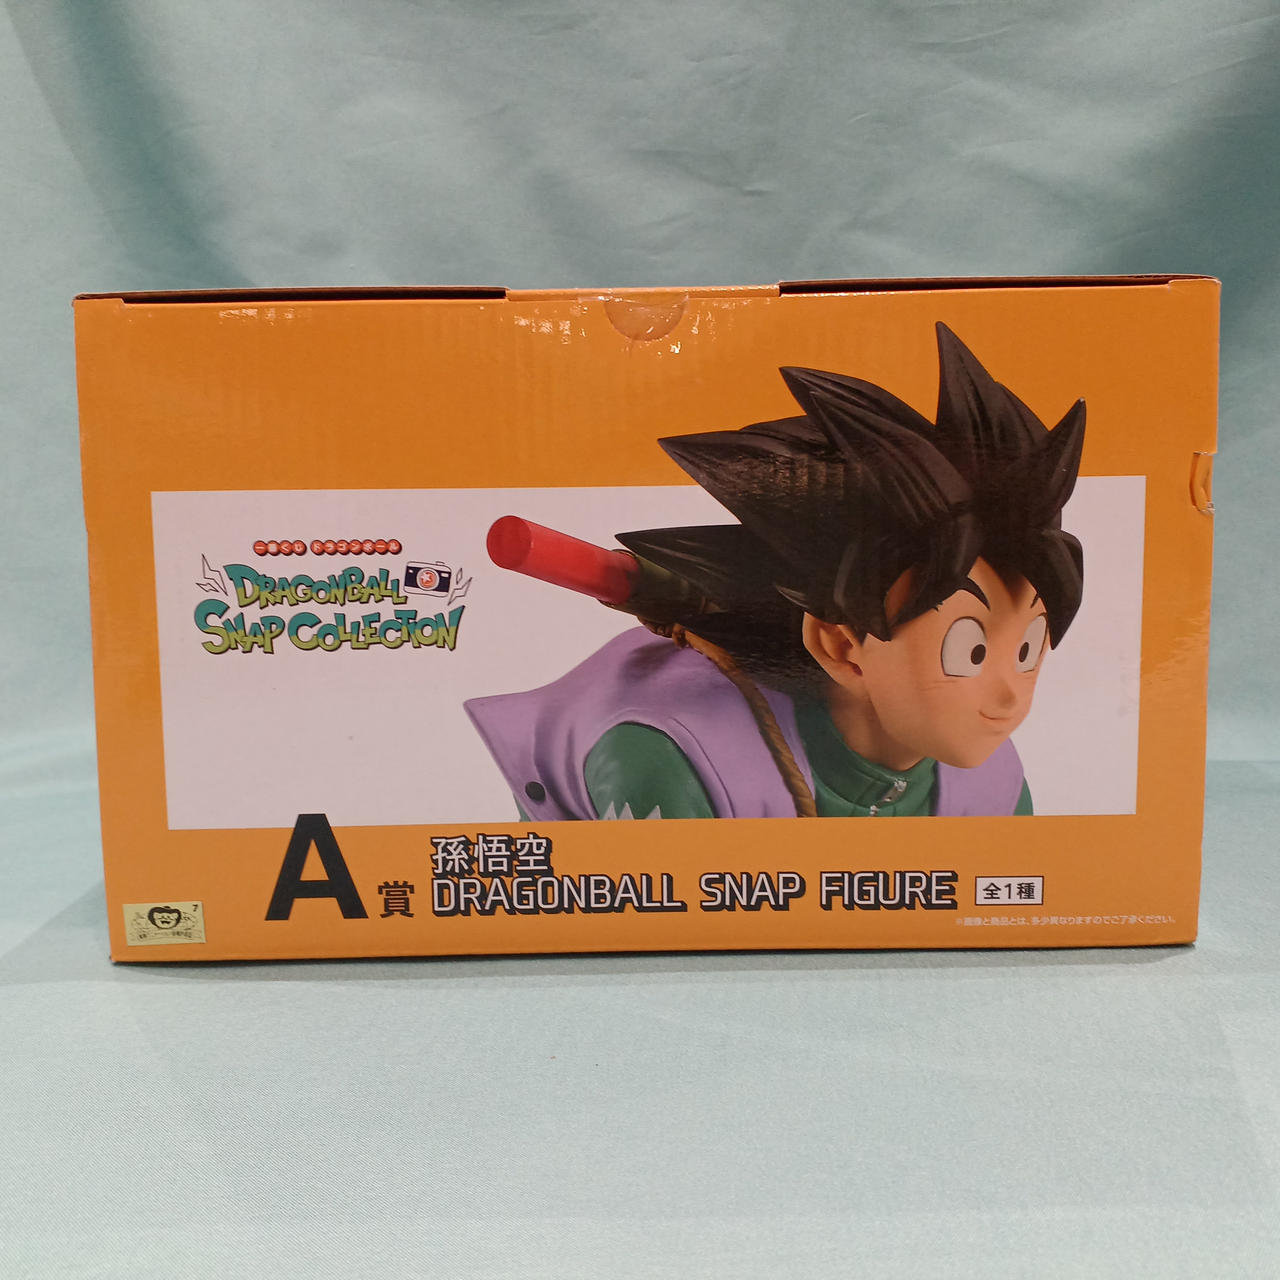 一番くじ ドラゴンボール
DRAGONBALL
SNAP COLLECTION
A賞
孫悟空
DRAGONBALL SNAP FIGURE
全1種
※画像と商品とは、多少異なりますのでご了承ください。
7